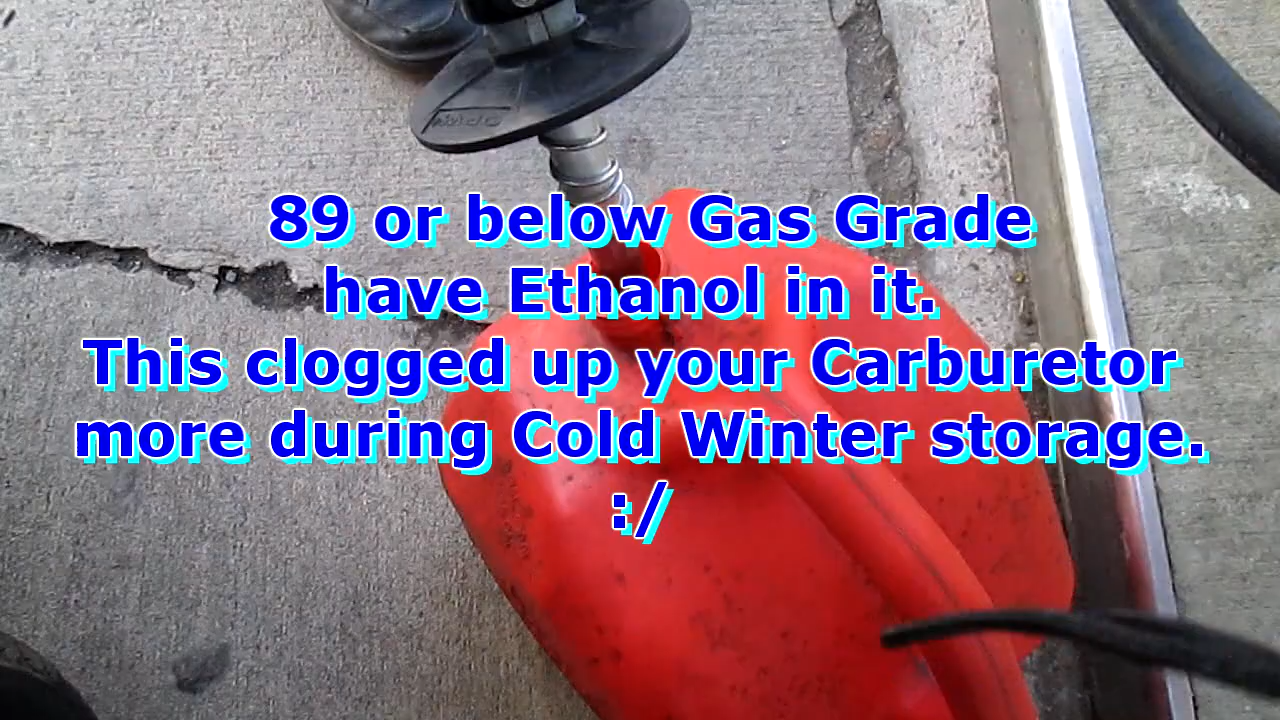 89 or below Gas Grade
have Ethanol in it.
This clogged up your Carburetor
more during Cold Winter storage.
:/